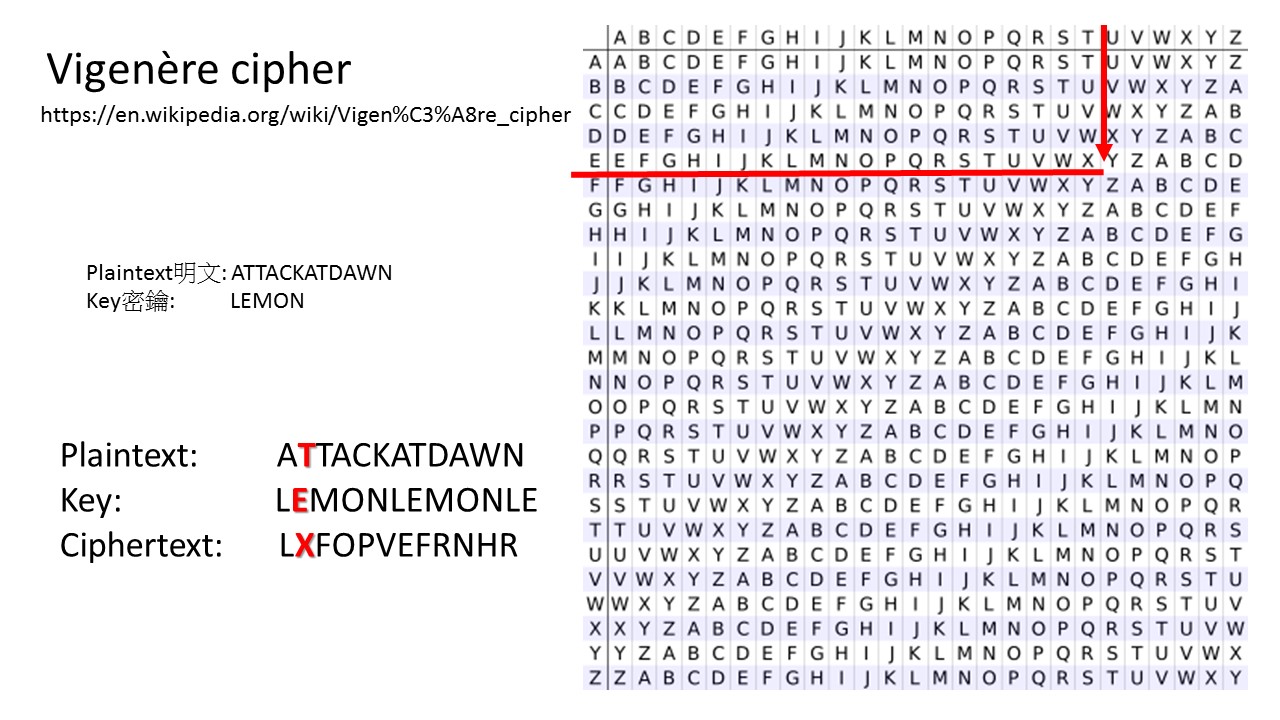 Vigenère cipher
https://en.wikipedia.org/wiki/Vigen%C3%A8re_cipher
Plaintext明文: ATTACKATDAWN
Key密鑰: LEMON
Plaintext: ATTACKATDAWN
Key: LEMONLEMONLE
Ciphertext: LXFOPVEFRNHR
A B C D E F G H I J K L M N O P Q R S T U V W X Y Z
A A B C D E F G H I J K L M N O P Q R S T U V W X Y Z
B B C D E F G H I J K L M N O P Q R S T U V W X Y Z A
C C D E F G H I J K L M N O P Q R S T U V W X Y Z A B
D D E F G H I J K L M N O P Q R S T U V W X Y Z A B C
E E F G H I J K L M N O P Q R S T U V W X Y Z A B C D
F F G H I J K L M N O P Q R S T U V W X Y Z A B C D E
G G H I J K L M N O P Q R S T U V W X Y Z A B C D E F
H H I J K L M N O P Q R S T U V W X Y Z A B C D E F G
I I J K L M N O P Q R S T U V W X Y Z A B C D E F G H
J J K L M N O P Q R S T U V W X Y Z A B C D E F G H I
K K L M N O P Q R S T U V W X Y Z A B C D E F G H I J
L L M N O P Q R S T U V W X Y Z A B C D E F G H I J K
M M N O P Q R S T U V W X Y Z A B C D E F G H I J K L
N N O P Q R S T U V W X Y Z A B C D E F G H I J K L M
O O P Q R S T U V W X Y Z A B C D E F G H I J K L M N
P P Q R S T U V W X Y Z A B C D E F G H I J K L M N O
Q Q R S T U V W X Y Z A B C D E F G H I J K L M N O P
R R S T U V W X Y Z A B C D E F G H I J K L M N O P Q
S S T U V W X Y Z A B C D E F G H I J K L M N O P Q R
T T U V W X Y Z A B C D E F G H I J K L M N O P Q R S
U U V W X Y Z A B C D E F G H I J K L M N O P Q R S T
V V W X Y Z A B C D E F G H I J K L M N O P Q R S T U
W W X Y Z A B C D E F G H I J K L M N O P Q R S T U V
X X Y Z A B C D E F G H I J K L M N O P Q R S T U V W
Y Y Z A B C D E F G H I J K L M N O P Q R S T U V W X
Z Z A B C D E F G H I J K L M N O P Q R S T U V W X Y